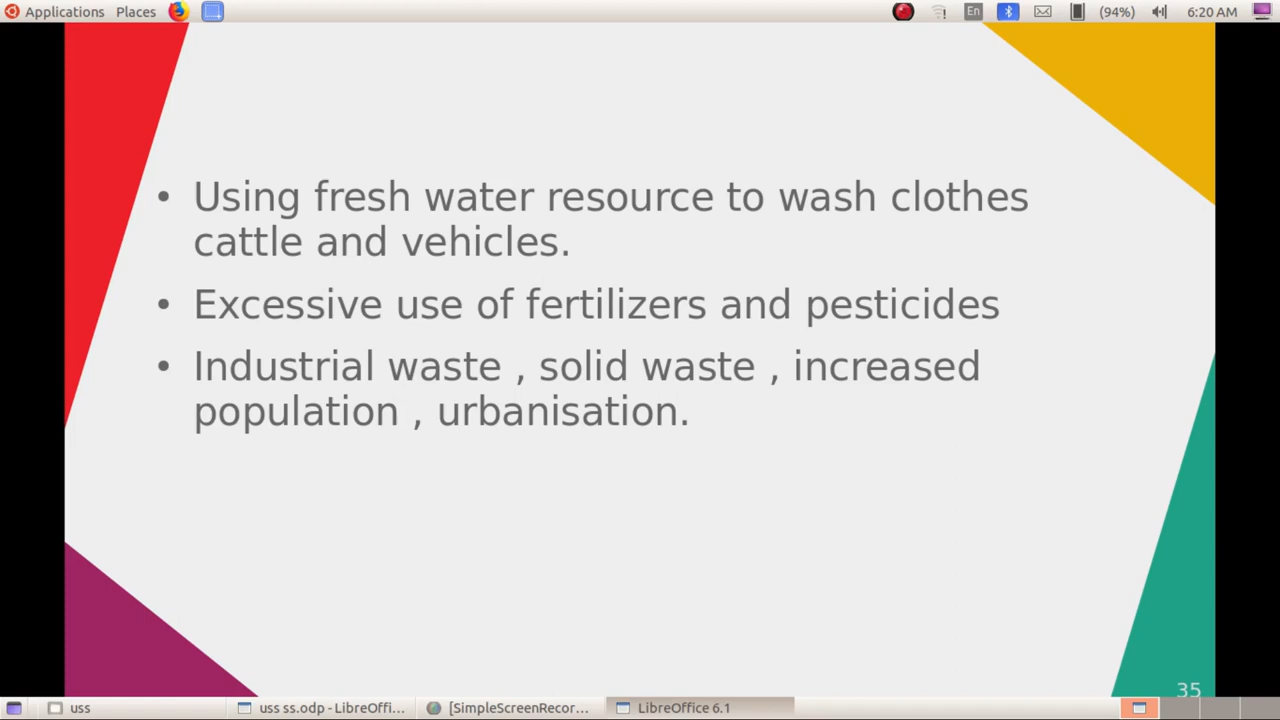 Applications Places En (94%) 6:20 AM
• Using fresh water resource to wash clothes
cattle and vehicles.
• Excessive use of fertilizers and pesticides
• Industrial waste , solid waste , increased
population , urbanisation.
35
uss uss ss.odp - LibreOffi... [SimpleScreenRecor... LibreOffice 6.1